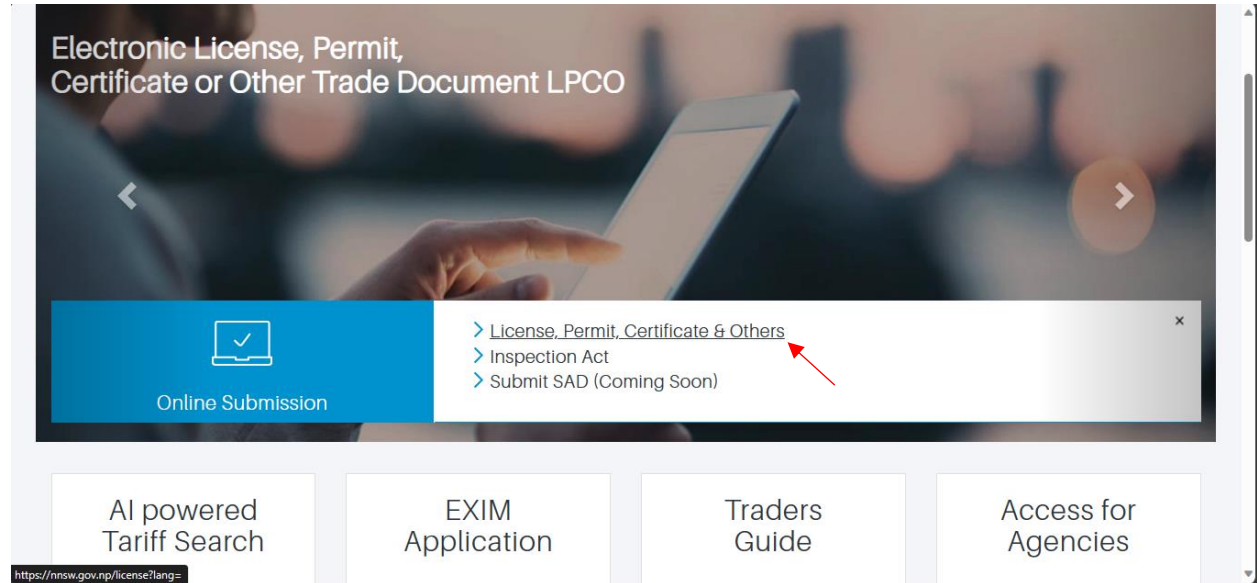 Electronic License, Permit,
Certificate or Other Trade Document LPCO
License, Permit, Certificate & Others
Inspection Act
Submit SAD (Coming Soon)
Online Submission
AI powered
Tariff Search
EXIM
Application
Traders
Guide
Access for
Agencies
https://nnsw.gov.np/license?lang=